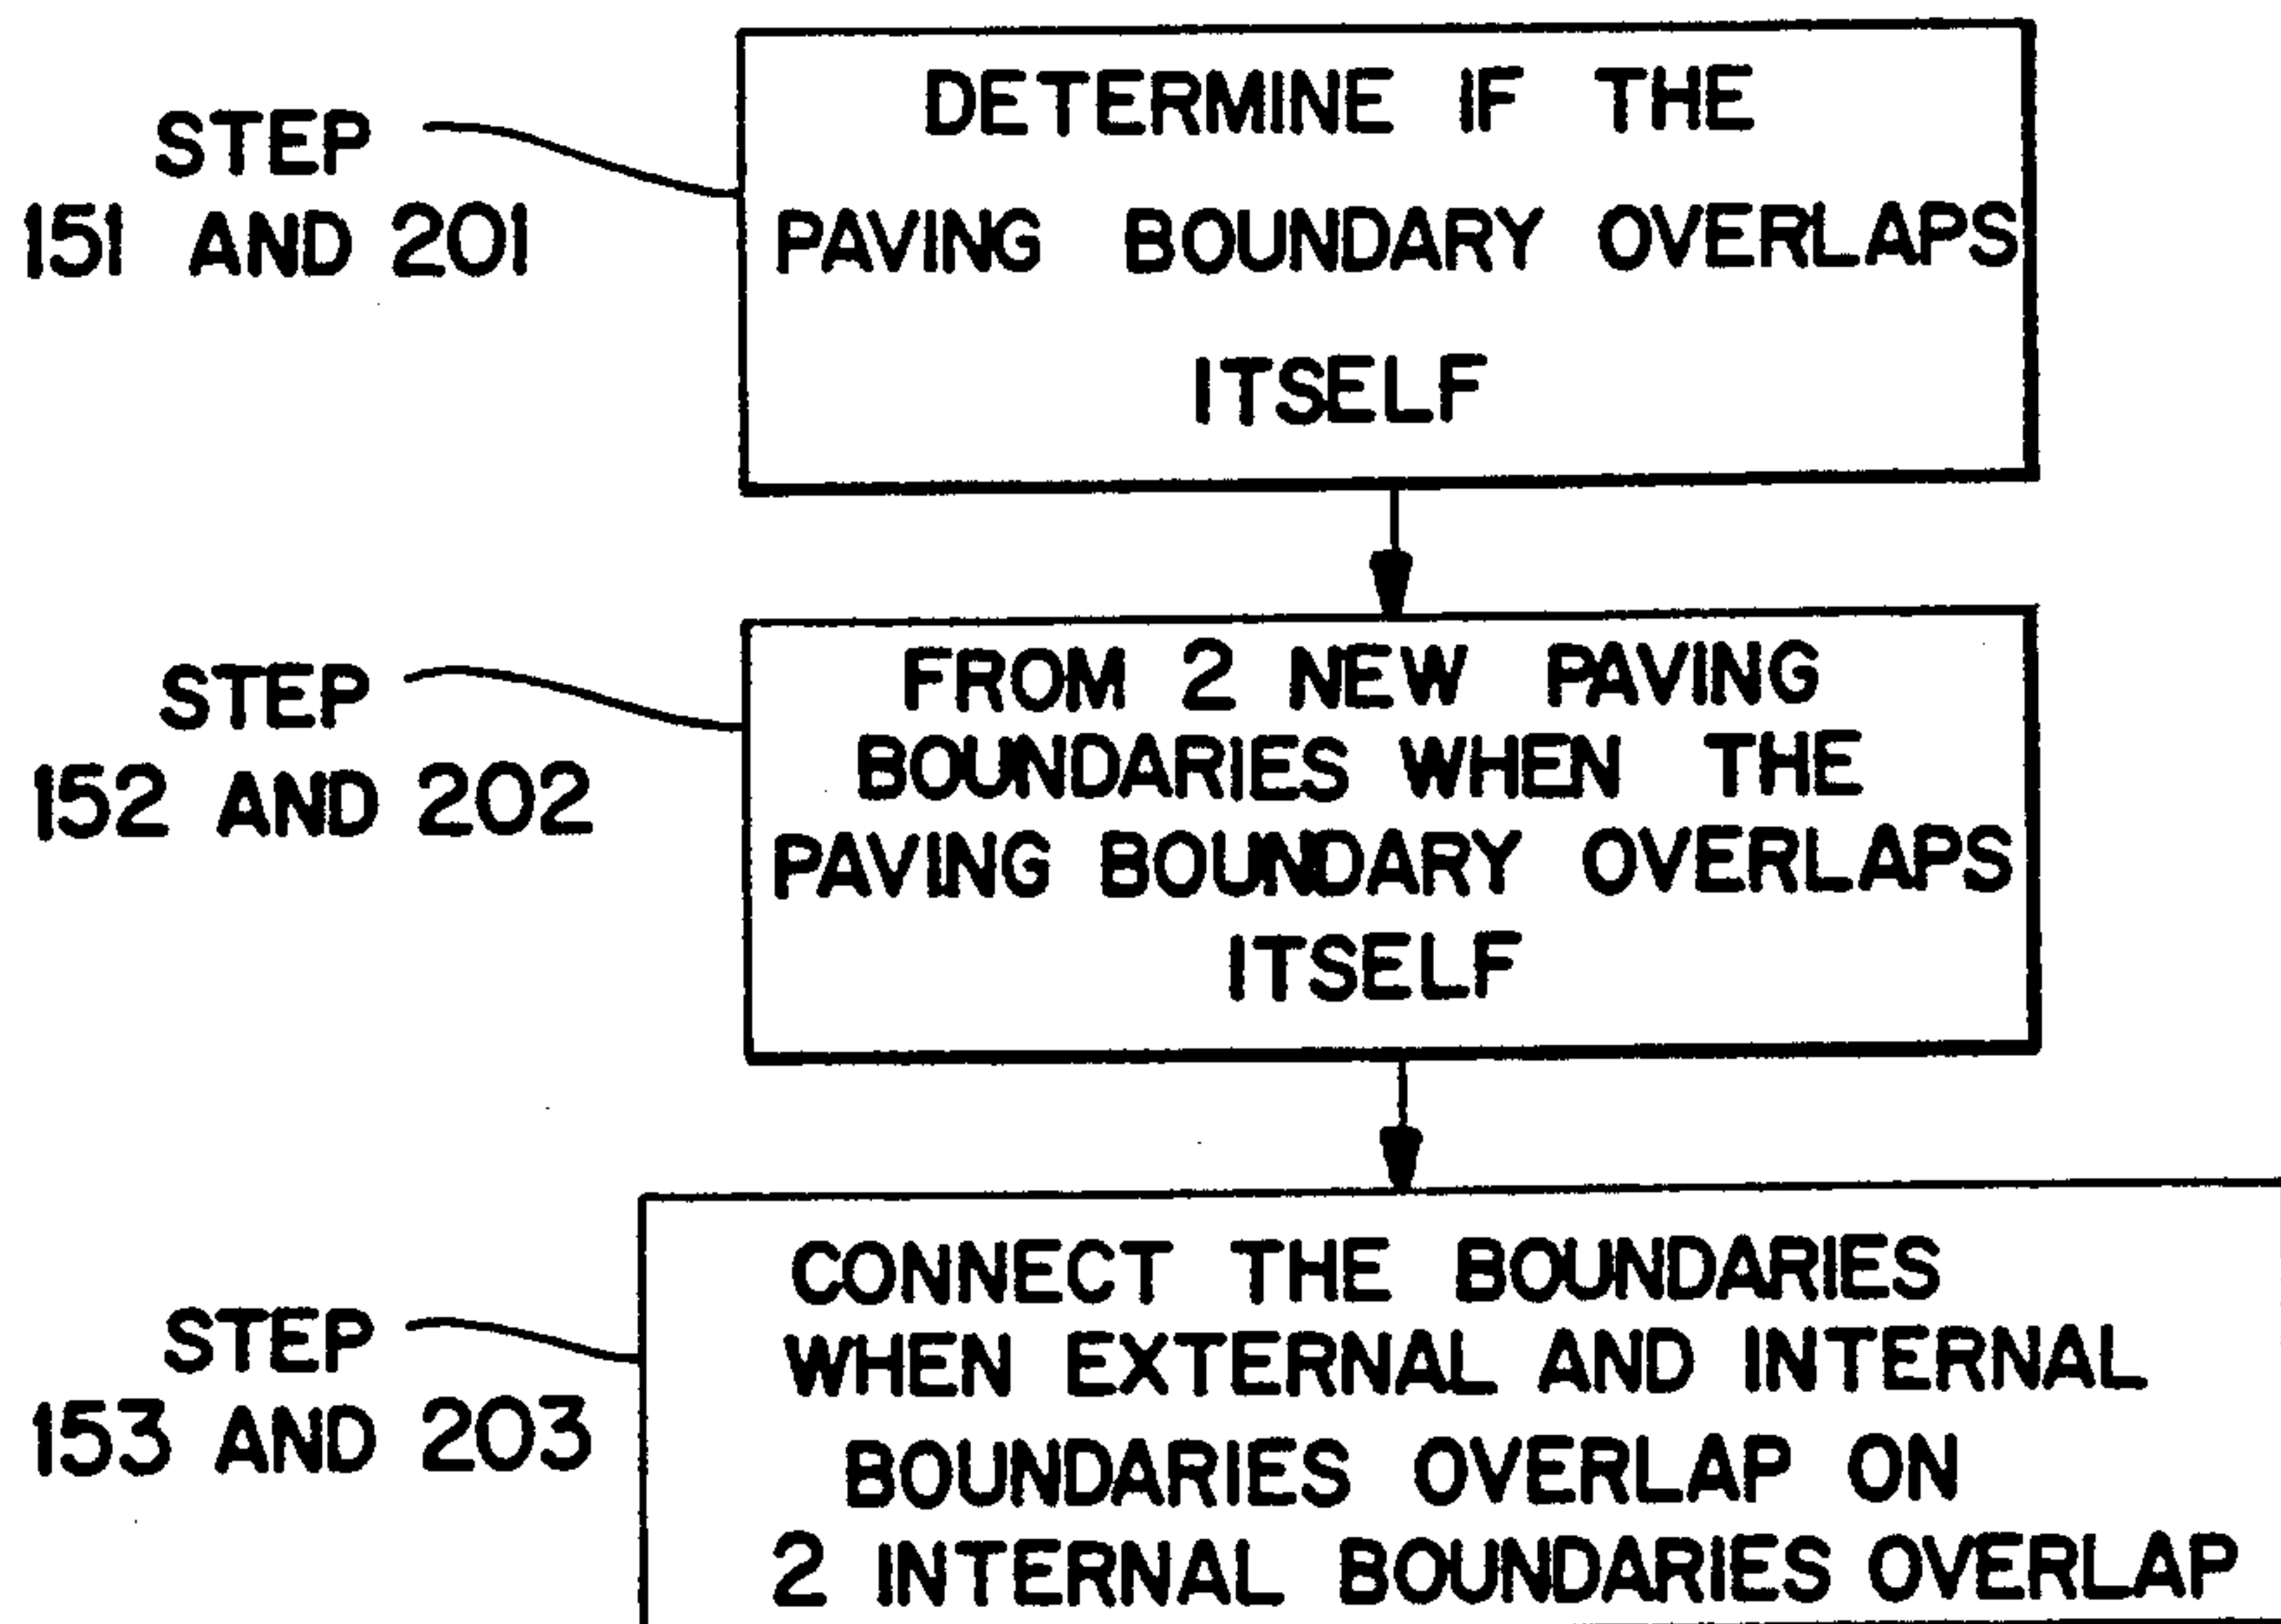 STEP
151 AND 201
DETERMINE IF THE
PAVING BOUNDARY OVERLAPS
ITSELF
STEP
152 AND 202
FROM 2 NEW PAVING
BOUNDARIES WHEN THE
PAVING BOUNDARY OVERLAPS
ITSELF
STEP
153 AND 203
CONNECT THE BOUNDARIES
WHEN EXTERNAL AND INTERNAL
BOUNDARIES OVERLAP ON
2 INTERNAL BOUNDARIES OVERLAP